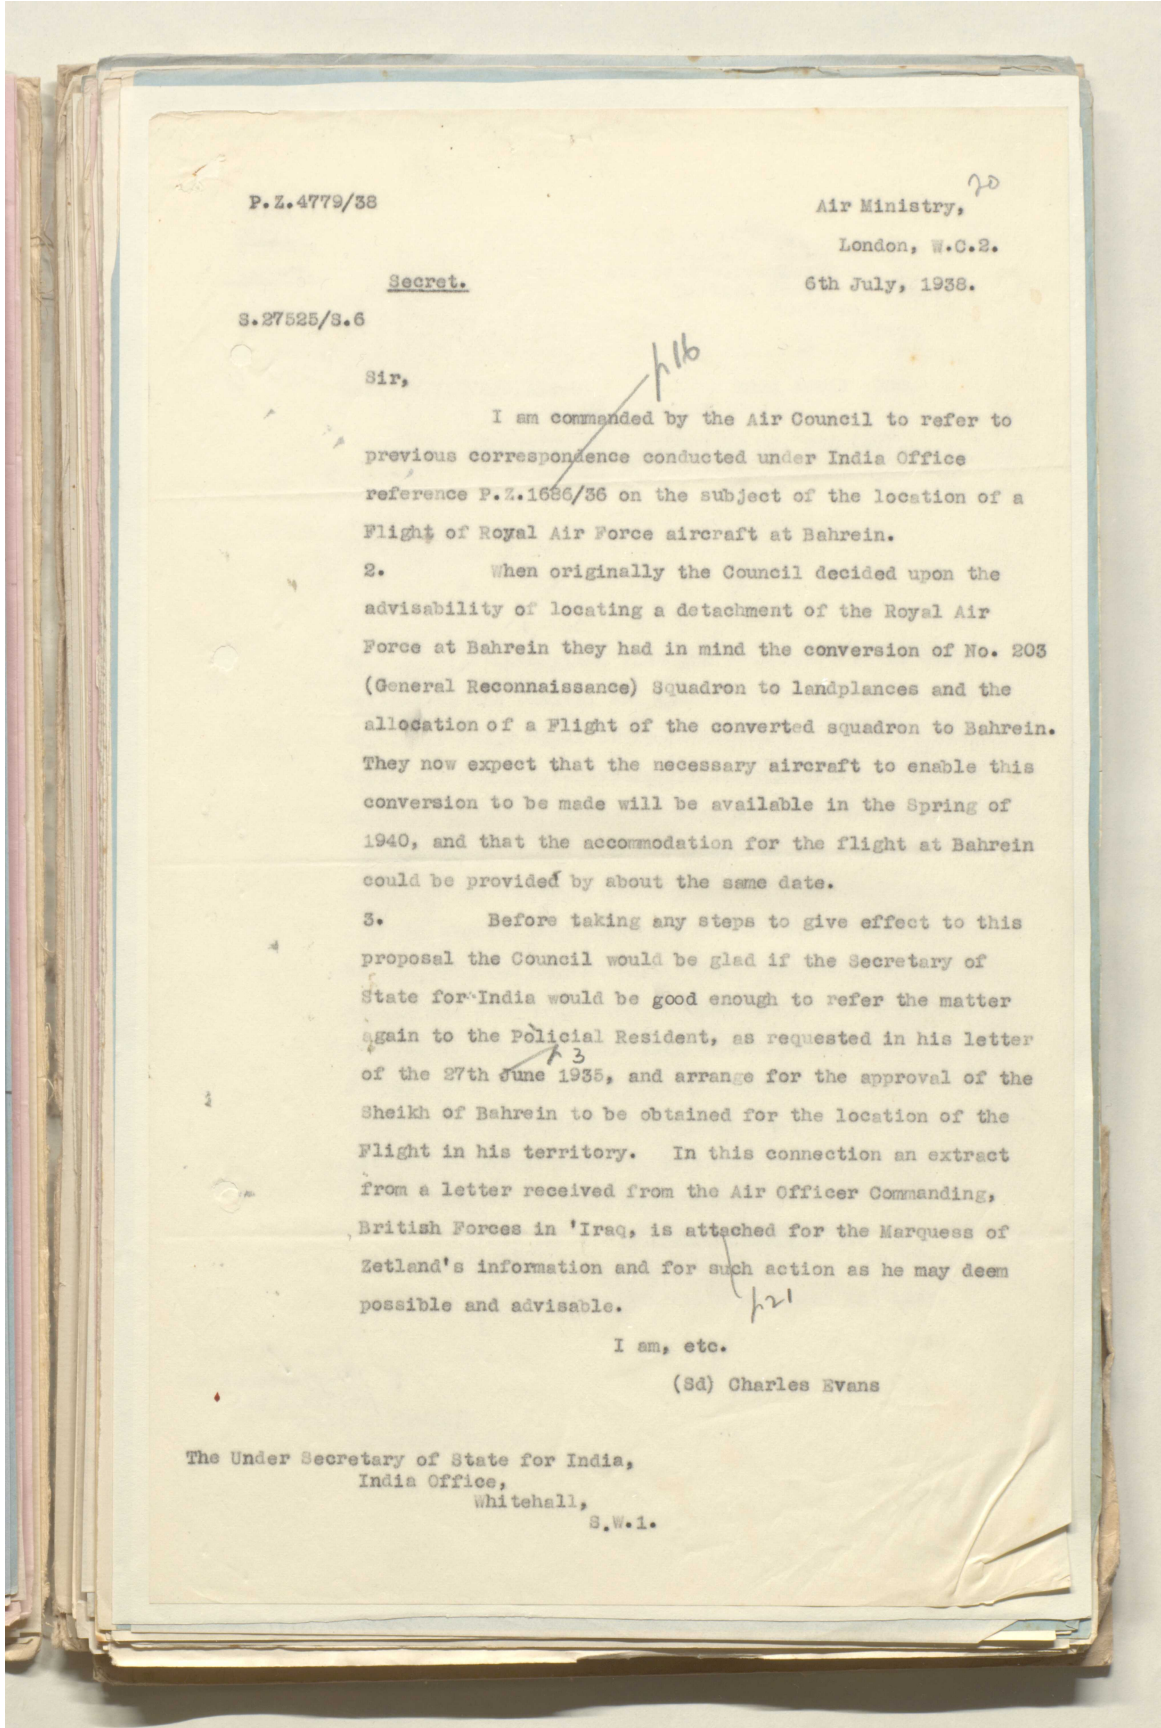 20
P.Z.4779/38
Air Ministry,
London, W.C.2.
Secret.
6th July, 1938.
S.27525/S.6
p 16
Sir,
I am commanded by the Air Council to refer to
previous correspondence conducted under India Office
reference P.Z.1686/36 on the subject of the location of a
Flight of Royal Air Force aircraft at Bahrein.
2. When originally the Council decided upon the
advisability of locating a detachment of the Royal Air
Force at Bahrein they had in mind the conversion of No. 203
(General Reconnaissance) Squadron to landplances and the
allocation of a Flight of the converted squadron to Bahrein.
They now expect that the necessary aircraft to enable this
conversion to be made will be available in the Spring of
1940, and that the accommodation for the flight at Bahrein
could be provided by about the same date.
3. Before taking any steps to give effect to this
proposal the Council would be glad if the Secretary of
State for India would be good enough to refer the matter
again to the Policial Resident, as requested in his letter
p 3
of the 27th June 1935, and arrange for the approval of the
Sheikh of Bahrein to be obtained for the location of the
Flight in his territory. In this connection an extract
from a letter received from the Air Officer Commanding,
British Forces in 'Iraq, is attached for the Marquess of
Zetland's information and for such action as he may deem
possible and advisable.
p. 21
I am, etc.
(Sd) Charles Evans
The Under Secretary of State for India,
India Office,
Whitehall,
S.W.1.